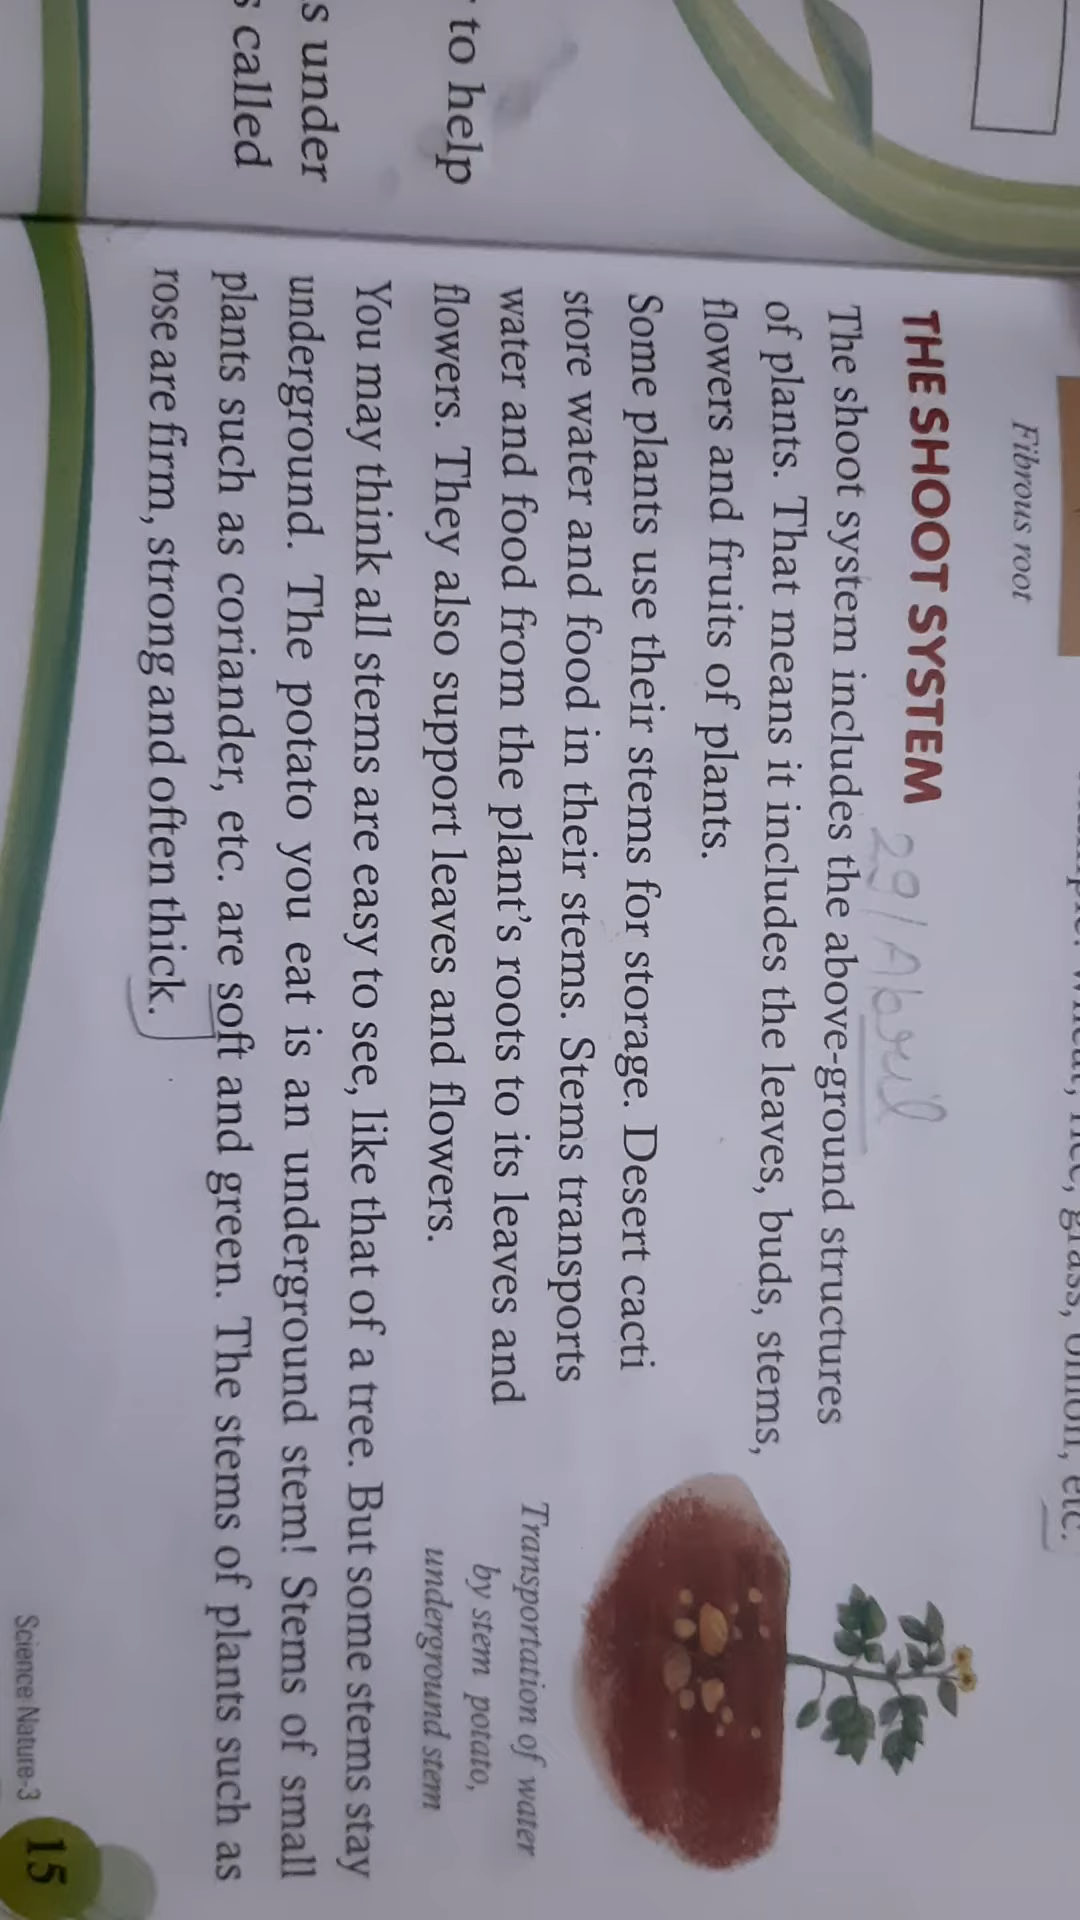 to help
s under
s called
Fibrous root
etc.
THE SHOOT SYSTEM
29/April
The shoot system includes the above-ground structures
of plants. That means it includes the leaves, buds, stems,
flowers and fruits of plants.
Some plants use their stems for storage. Desert cacti
store water and food in their stems. Stems transports
water and food from the plant's roots to its leaves and
flowers. They also support leaves and flowers.
Transportation of water
by stem potato,
underground stem
You may think all stems are easy to see, like that of a tree. But some stems stay
underground. The potato you eat is an underground stem! Stems of small
plants such as coriander, etc. are soft and green. The stems of plants such as
rose are firm, strong and often thick.
Science Nature-3
15